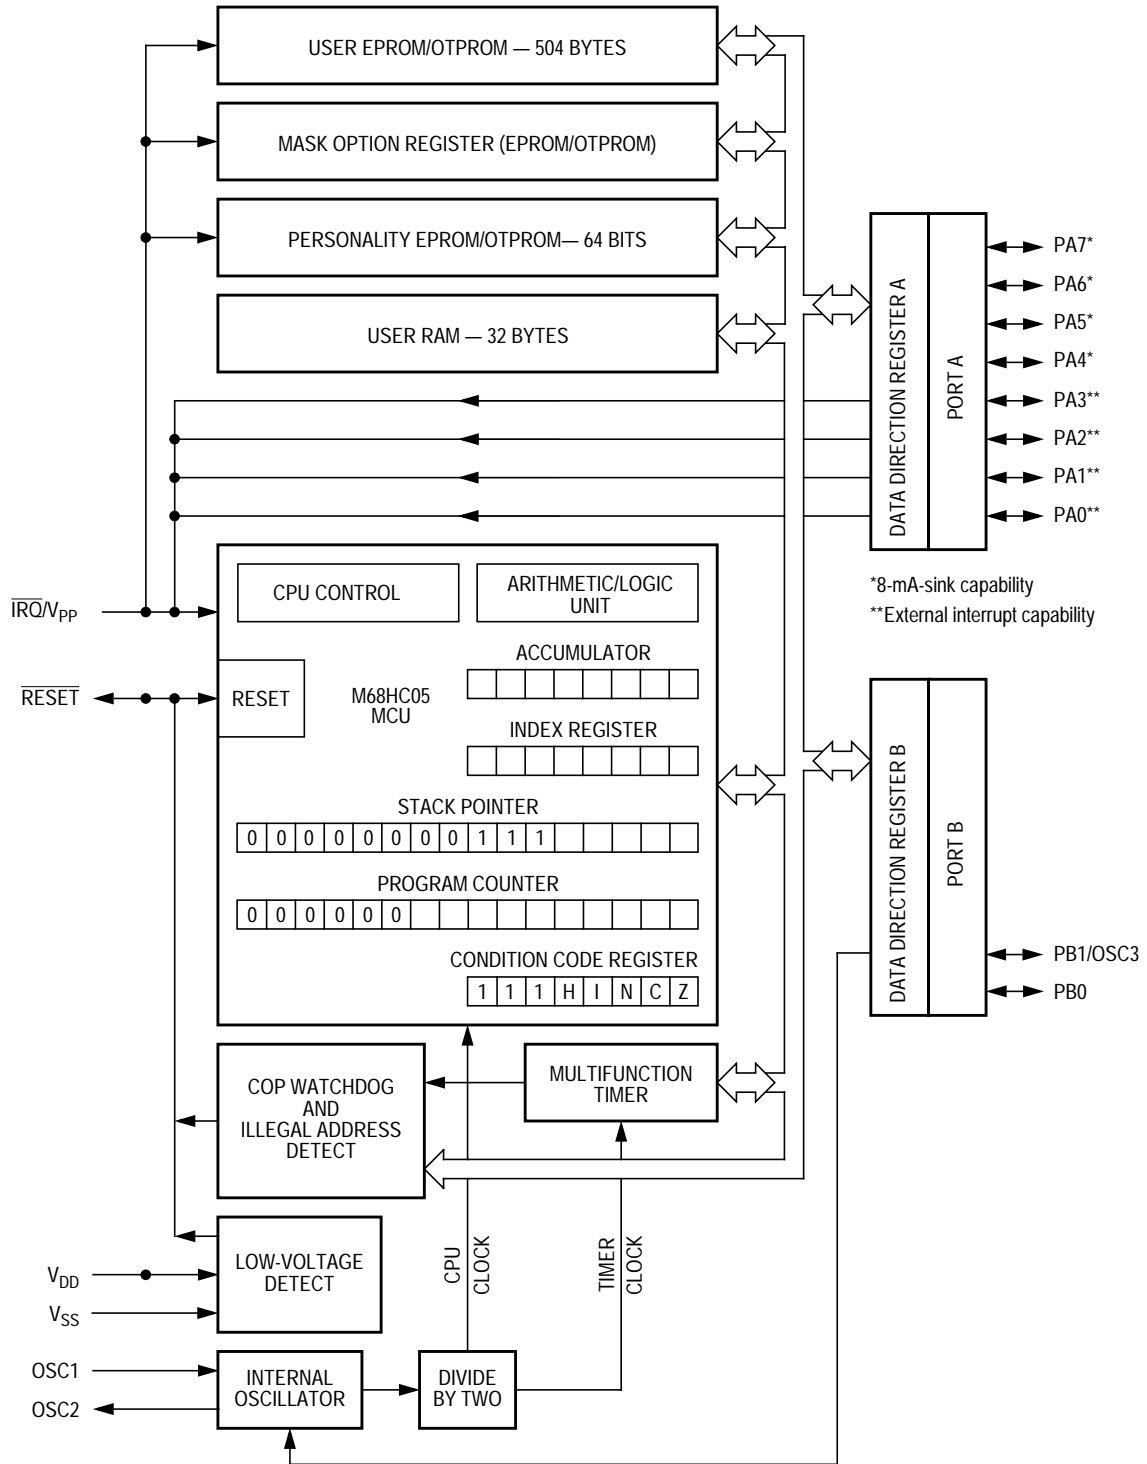 USER EPROM/OTPROM — 504 BYTES
MASK OPTION REGISTER (EPROM/OTPROM)
PERSONALITY EPROM/OTPROM— 64 BITS
USER RAM — 32 BYTES
DATA DIRECTION REGISTER A
PORT A
PA7*
PA6*
PA5*
PA4*
PA3**
PA2**
PA1**
PA0**
*8-mA-sink capability
**External interrupt capability
IRQ/VPP
RESET
CPU CONTROL
ARITHMETIC/LOGIC
UNIT
ACCUMULATOR
RESET
M68HC05
MCU
INDEX REGISTER
STACK POINTER
0 0 0 0 0 0 0 0 1 1 1
PROGRAM COUNTER
0 0 0 0 0 0
CONDITION CODE REGISTER
1 1 1 H I N C Z
DATA DIRECTION REGISTER B
PORT B
PB1/OSC3
PB0
COP WATCHDOG
AND
ILLEGAL ADDRESS
DETECT
MULTIFUNCTION
TIMER
LOW-VOLTAGE
DETECT
VDD
VSS
CPU
CLOCK
TIMER
CLOCK
OSC1
OSC2
INTERNAL
OSCILLATOR
DIVIDE
BY TWO